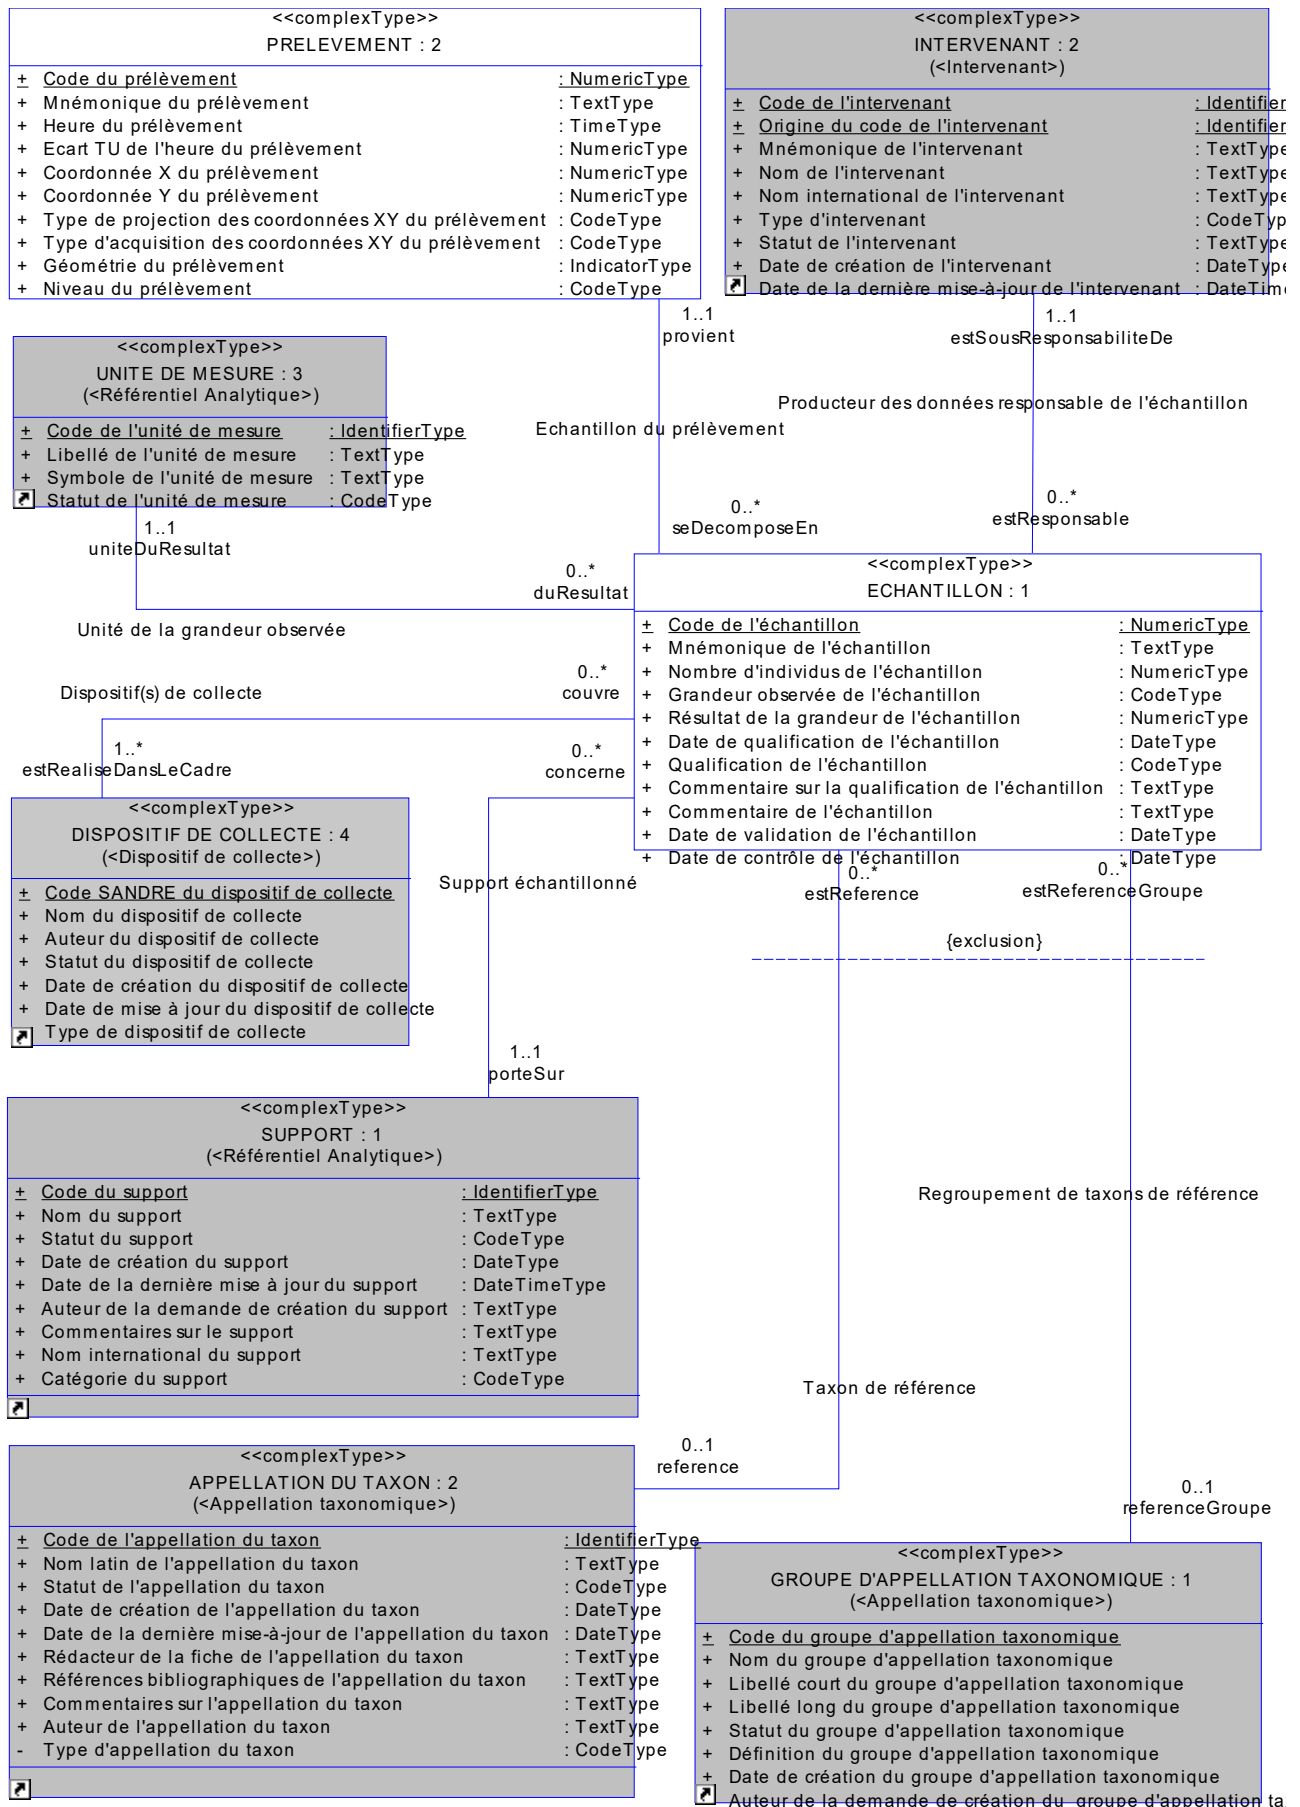 <<complexType>>
PRELEVEMENT : 2
+ Code du prélèvement : NumericType
+ Mnémonique du prélèvement : TextType
+ Heure du prélèvement : TimeType
+ Ecart TU de l'heure du prélèvement : NumericType
+ Coordonnée X du prélèvement : NumericType
+ Coordonnée Y du prélèvement : NumericType
+ Type de projection des coordonnées XY du prélèvement : CodeType
+ Type d'acquisition des coordonnées XY du prélèvement : CodeType
+ Géométrie du prélèvement : IndicatorType
+ Niveau du prélèvement : CodeType
<<complexType>>
INTERVENANT : 2
(<Intervenant>)
+ Code de l'intervenant : Identifier
+ Origine du code de l'intervenant : Identifier
+ Mnémonique de l'intervenant : TextType
+ Nom de l'intervenant : TextType
+ Nom international de l'intervenant : TextType
+ Type d'intervenant : CodeTyp
+ Statut de l'intervenant : TextType
+ Date de création de l'intervenant : DateType
Date de la dernière mise-à-jour de l'intervenant : DateTim
1..1
provient
1..1
estSousResponsabiliteDe
<<complexType>>
UNITE DE MESURE : 3
(<Référentiel Analytique>)
+ Code de l'unité de mesure : IdentifierType
+ Libellé de l'unité de mesure : TextType
+ Symbole de l'unité de mesure : TextType
Statut de l'unité de mesure : CodeType
Producteur des données responsable de l'échantillon
Echantillon du prélèvement
1..1
uniteDuResultat
0..*
seDecomposeEn
0..*
estResponsable
0..*
duResultat
Unité de la grandeur observée
<<complexType>>
ECHANTILLON : 1
+ Code de l'échantillon : NumericType
+ Mnémonique de l'échantillon : TextType
+ Nombre d'individus de l'échantillon : NumericType
+ Grandeur observée de l'échantillon : CodeType
+ Résultat de la grandeur de l'échantillon : NumericType
+ Date de qualification de l'échantillon : DateType
+ Qualification de l'échantillon : CodeType
+ Commentaire sur la qualification de l'échantillon : TextType
+ Commentaire de l'échantillon : TextType
+ Date de validation de l'échantillon : DateType
+ Date de contrôle de l'échantillon : DateType
Dispositif(s) de collecte
0..*
couvre
1..*
estRealiseDansLeCadre
0..*
concerne
<<complexType>>
DISPOSITIF DE COLLECTE : 4
(<Dispositif de collecte>)
+ Code SANDRE du dispositif de collecte
+ Nom du dispositif de collecte
+ Auteur du dispositif de collecte
+ Statut du dispositif de collecte
+ Date de création du dispositif de collecte
+ Date de mise à jour du dispositif de collecte
Type de dispositif de collecte
Support échantillonné
0..*
estReference
0..*
estReferenceGroupe
{exclusion}
1..1
porteSur
<<complexType>>
SUPPORT : 1
(<Référentiel Analytique>)
+ Code du support : IdentifierType
+ Nom du support : TextType
+ Statut du support : CodeType
+ Date de création du support : DateType
+ Date de la dernière mise à jour du support : DateTimeType
+ Auteur de la demande de création du support : TextType
+ Commentaires sur le support : TextType
+ Nom international du support : TextType
+ Catégorie du support : CodeType
Regroupement de taxons de référence
Taxon de référence
0..1
reference
0..1
referenceGroupe
<<complexType>>
APPELLATION DU TAXON : 2
(<Appellation taxonomique>)
+ Code de l'appellation du taxon : IdentifierType
+ Nom latin de l'appellation du taxon : TextType
+ Statut de l'appellation du taxon : CodeType
+ Date de création de l'appellation du taxon : DateType
+ Date de la dernière mise-à-jour de l'appellation du taxon : DateType
+ Rédacteur de la fiche de l'appellation du taxon : TextType
+ Références bibliographiques de l'appellation du taxon : TextType
+ Commentaires sur l'appellation du taxon : TextType
+ Auteur de l'appellation du taxon : TextType
- Type d'appellation du taxon : CodeType
<<complexType>>
GROUPE D'APPELLATION TAXONOMIQUE : 1
(<Appellation taxonomique>)
+ Code du groupe d'appellation taxonomique
+ Nom du groupe d'appellation taxonomique
+ Libellé court du groupe d'appellation taxonomique
+ Libellé long du groupe d'appellation taxonomique
+ Statut du groupe d'appellation taxonomique
+ Définition du groupe d'appellation taxonomique
+ Date de création du groupe d'appellation taxonomique
Auteur de la demande de création du groupe d'appellation ta